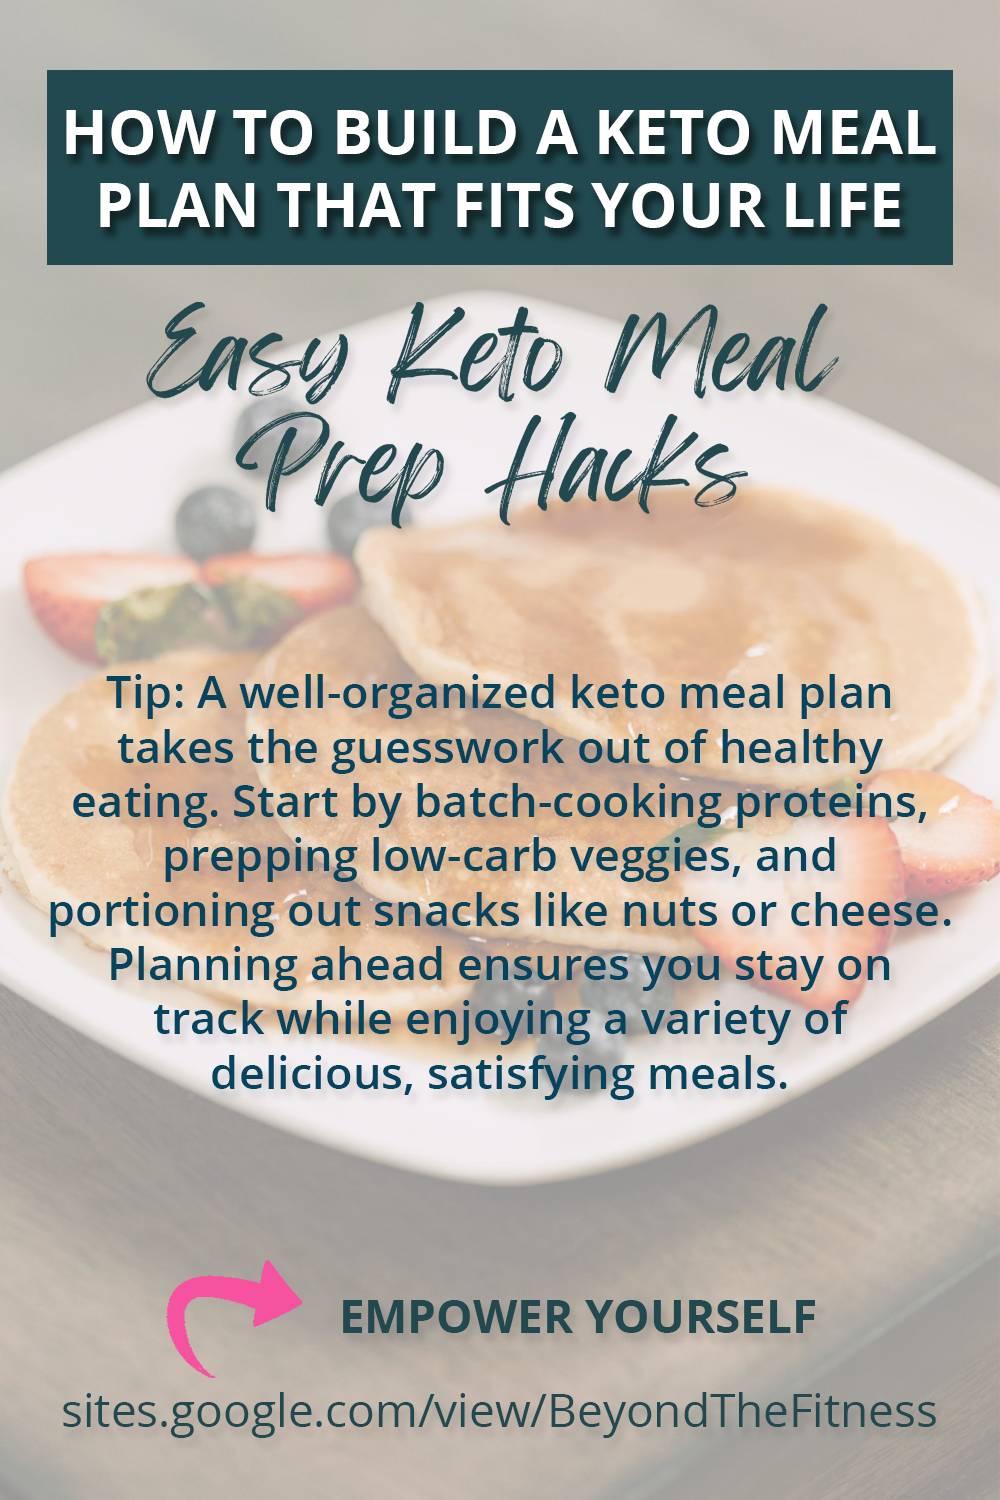 HOW TO BUILD A KETO MEAL
PLAN THAT FITS YOUR LIFE
Easy Keto Meal
Prep Hacks
Tip: A well-organized keto meal plan
takes the guesswork out of healthy
eating. Start by batch-cooking proteins,
prepping low-carb veggies, and
portioning out snacks like nuts or cheese.
Planning ahead ensures you stay on
track while enjoying a variety of
delicious, satisfying meals.
EMPOWER YOURSELF
sites.google.com/view/BeyondTheFitness